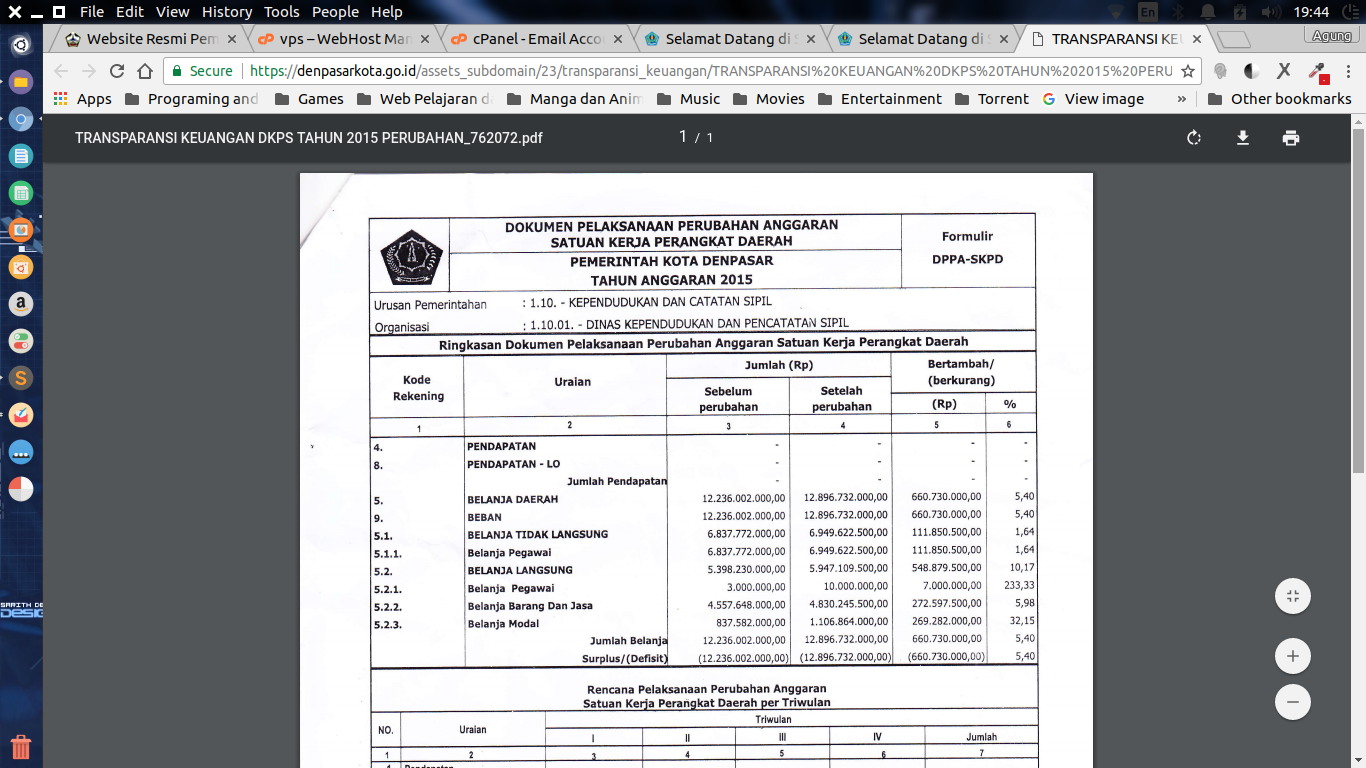 File Edit View History Tools People Help
En 19:44
Website Resmi Pem
vps – WebHost Man
cPanel - Email Acco
Selamat Datang di S
Selamat Datang di S
TRANSPARANSI KEU
Agung
Secure https://denpasarkota.go.id/assets_subdomain/23/transparansi_keuangan/TRANSPARANSI%20KEUANGAN%20DKPS%20TAHUN%202015%20PERU
Apps Programing and Games Web Pelajaran d Manga dan Anim Music Movies Entertainment Torrent View image » Other bookmarks
TRANSPARANSI KEUANGAN DKPS TAHUN 2015 PERUBAHAN_762072.pdf 1 / 1
DOKUMEN PELAKSANAAN PERUBAHAN ANGGARAN
SATUAN KERJA PERANGKAT DAERAH
PEMERINTAH KOTA DENPASAR
TAHUN ANGGARAN 2015
Formulir
DPPA-SKPD
Urusan Pemerintahan : 1.10. - KEPENDUDUKAN DAN CATATAN SIPIL
Organisasi : 1.10.01. - DINAS KEPENDUDUKAN DAN PENCATATAN SIPIL
Ringkasan Dokumen Pelaksanaan Perubahan Anggaran Satuan Kerja Perangkat Daerah
Kode Rekening Uraian Jumlah (Rp) Bertambah/ (berkurang)
Sebelum perubahan Setelah perubahan (Rp) %
1 2 3 4 5 6
4. PENDAPATAN - - - -
8. PENDAPATAN - LO - - - -
Jumlah Pendapatan - - - -
5. BELANJA DAERAH 12.236.002.000,00 12.896.732.000,00 660.730.000,00 5,40
9. BEBAN 12.236.002.000,00 12.896.732.000,00 660.730.000,00 5,40
5.1. BELANJA TIDAK LANGSUNG 6.837.772.000,00 6.949.622.500,00 111.850.500,00 1,64
5.1.1. Belanja Pegawai 6.837.772.000,00 6.949.622.500,00 111.850.500,00 1,64
5.2. BELANJA LANGSUNG 5.398.230.000,00 5.947.109.500,00 548.879.500,00 10,17
5.2.1. Belanja Pegawai 3.000.000,00 10.000.000,00 7.000.000,00 233,33
5.2.2. Belanja Barang Dan Jasa 4.557.648.000,00 4.830.245.500,00 272.597.500,00 5,98
5.2.3. Belanja Modal 837.582.000,00 1.106.864.000,00 269.282.000,00 32,15
Jumlah Belanja 12.236.002.000,00 12.896.732.000,00 660.730.000,00 5,40
Surplus/(Defisit) (12.236.002.000,00) (12.896.732.000,00) (660.730.000,00) 5,40
Rencana Pelaksanaan Perubahan Anggaran
Satuan Kerja Perangkat Daerah per Triwulan
NO. Uraian Triwulan
I II III IV Jumlah
1 2 3 4 5 6 7